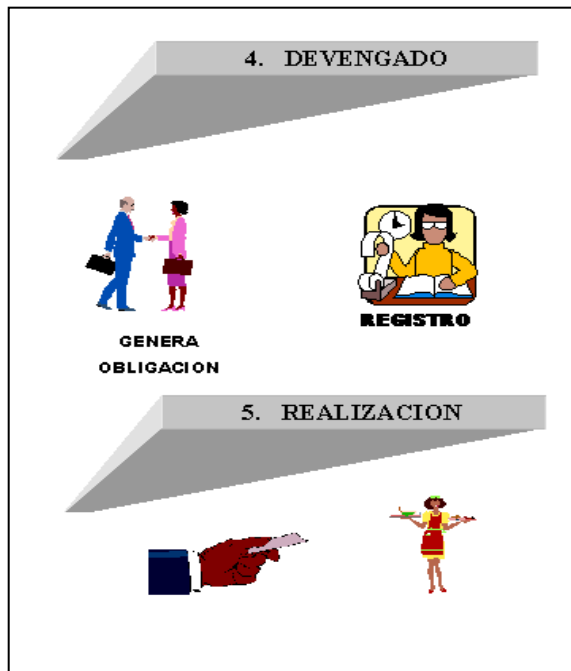 4. DEVENGADO
GENERA
OBLIGACION
REGISTRO
5. REALIZACION